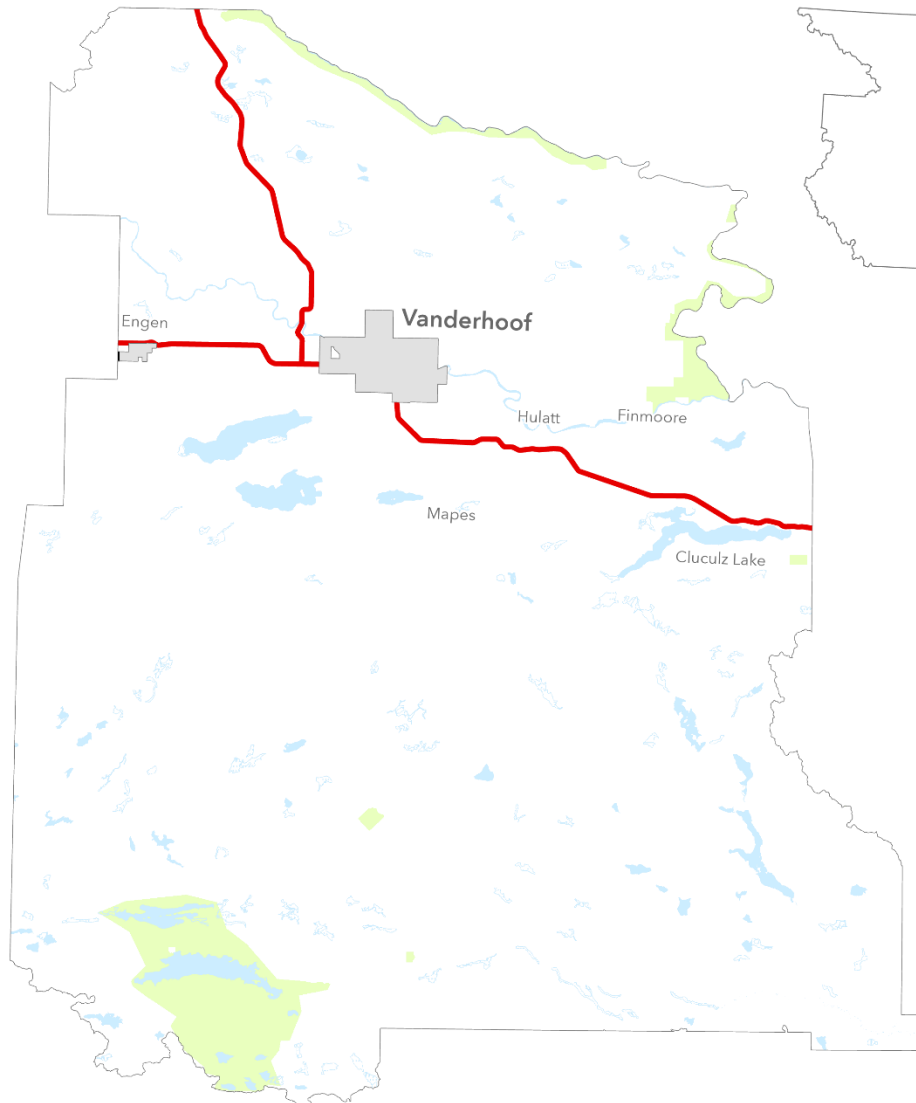 Engen
Vanderhoof
Hulatt
Finmoore
Mapes
Cluculz Lake